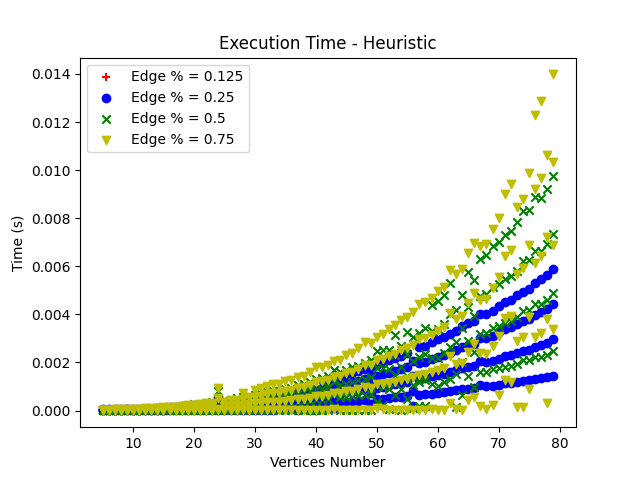 Execution Time - Heuristic
Edge % = 0.125
Edge % = 0.25
Edge % = 0.5
Edge % = 0.75
0.014
0.012
0.010
0.008
0.006
0.004
0.002
0.000
Time (s)
10 20 30 40 50 60 70 80
Vertices Number